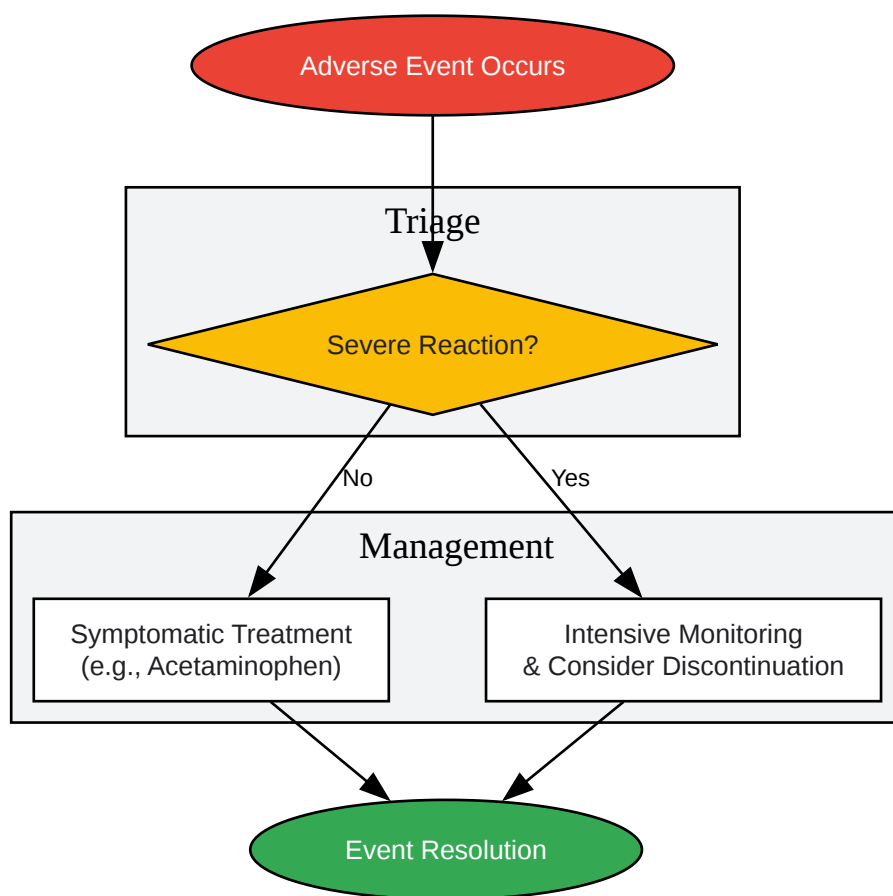 Adverse Event Occurs
Triage
Severe Reaction?
No
Yes
Management
Symptomatic Treatment
(e.g., Acetaminophen)
Intensive Monitoring
& Consider Discontinuation
Event Resolution